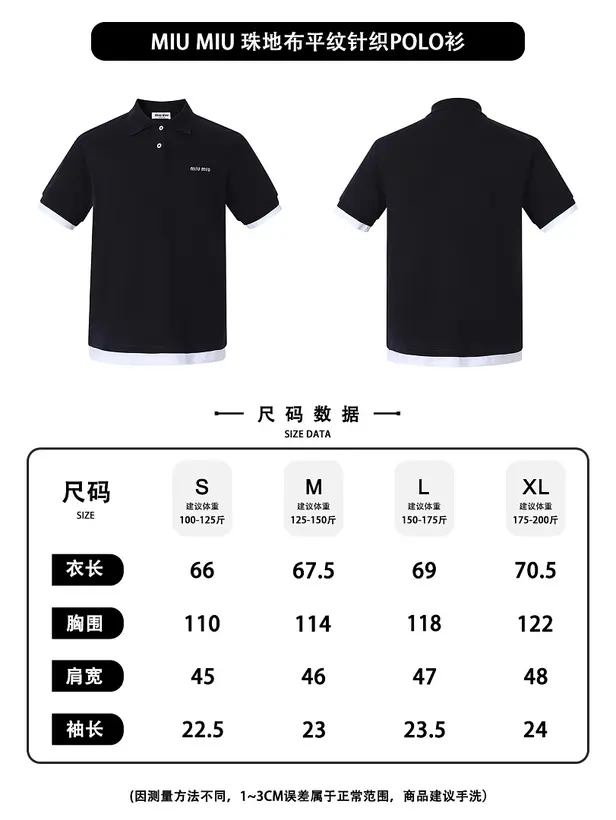 MIU MIU 珠地布平纹针织POLO衫
Miu Miu
MIU MIU
尺码数据
SIZE DATA
尺码 S M L XL
SIZE 建议体重 建议体重 建议体重 建议体重
100-125斤 125-150斤 150-175斤 175-200斤
衣长 66 67.5 69 70.5
胸围 110 114 118 122
肩宽 45 46 47 48
袖长 22.5 23 23.5 24
(因测量方法不同，1~3CM误差属于正常范围，商品建议手洗)